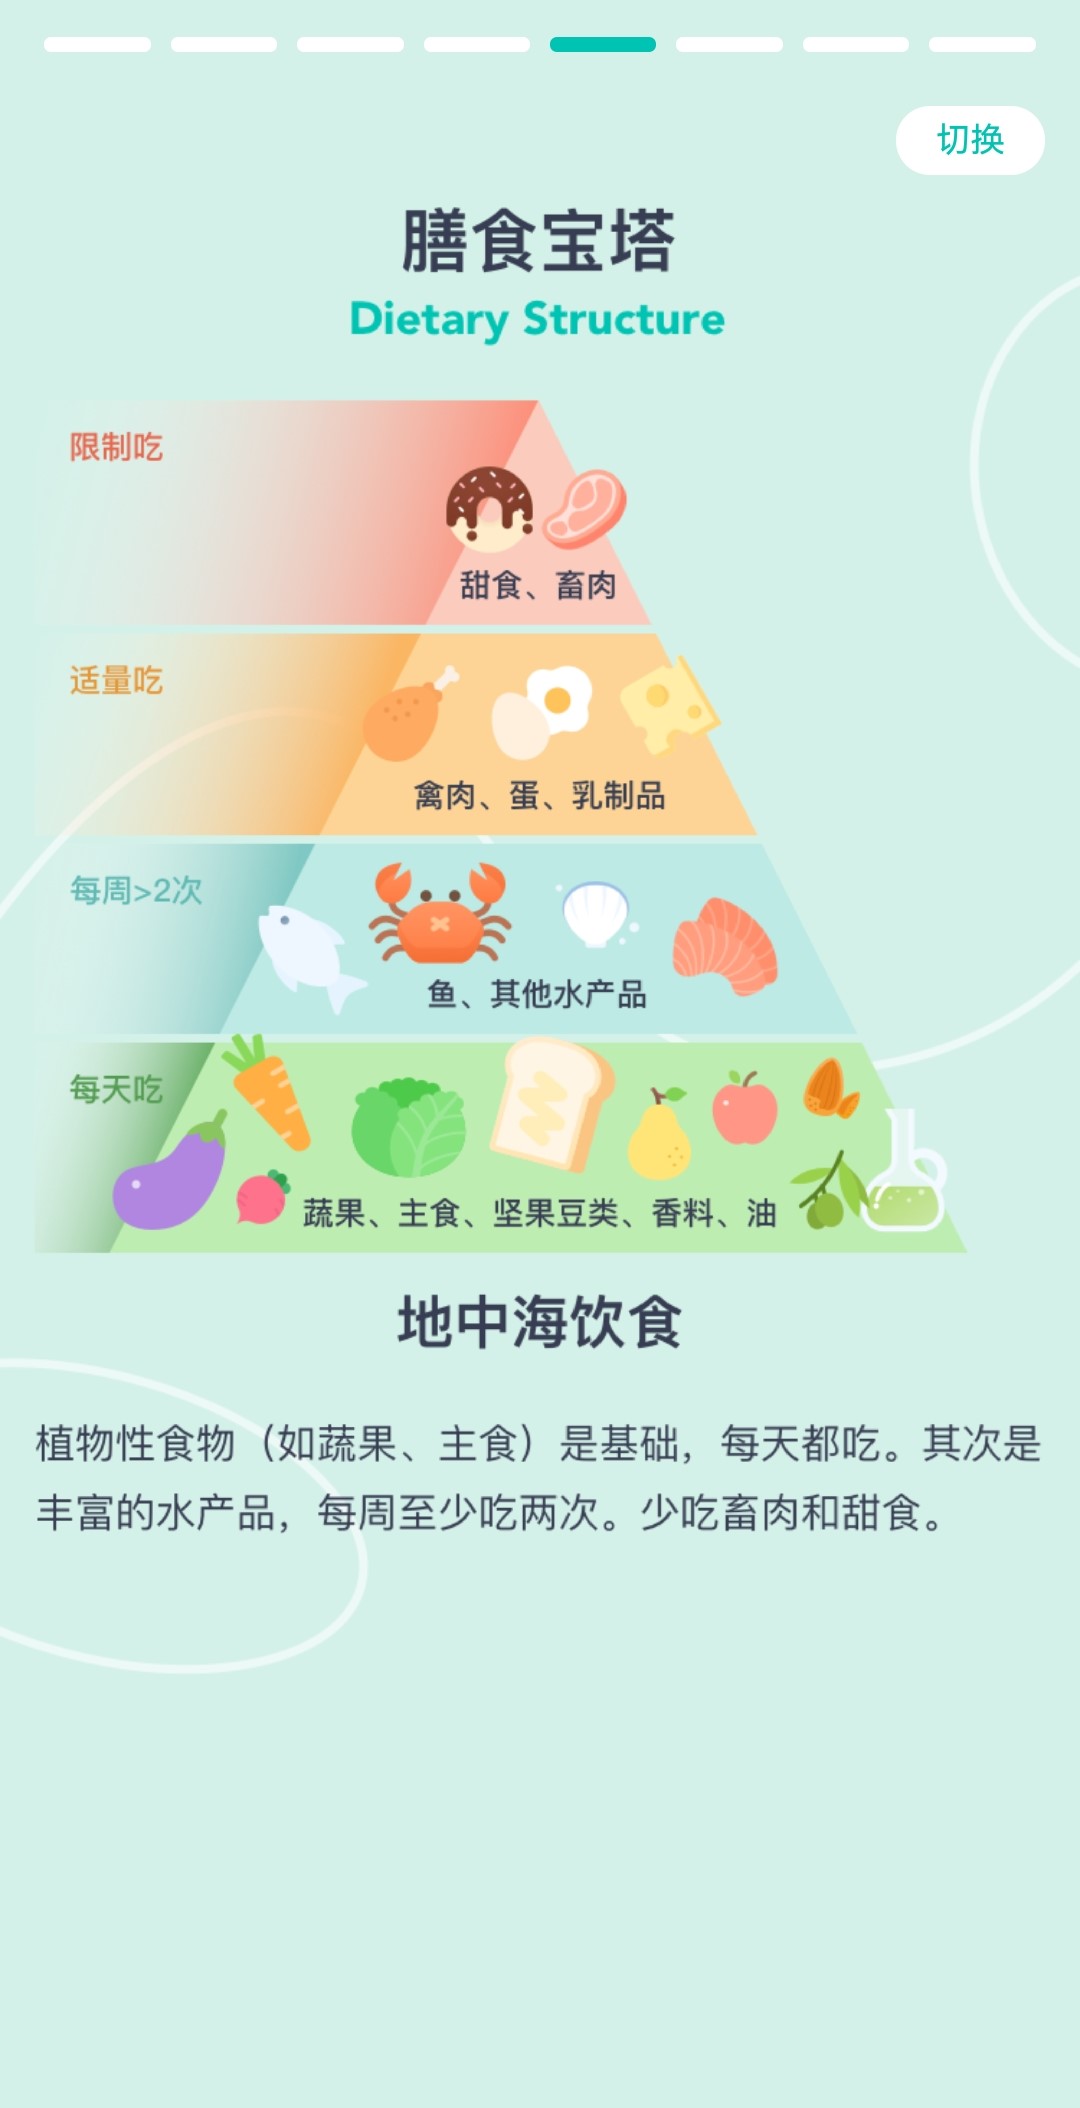 切换
膳食宝塔
Dietary Structure
限制吃
甜食、畜肉
适量吃
禽肉、蛋、乳制品
每周>2次
鱼、其他水产品
每天吃
蔬果、主食、坚果豆类、香料、油
地中海饮食
植物性食物（如蔬果、主食）是基础，每天都吃。其次是
丰富的水产品，每周至少吃两次。少吃畜肉和甜食。